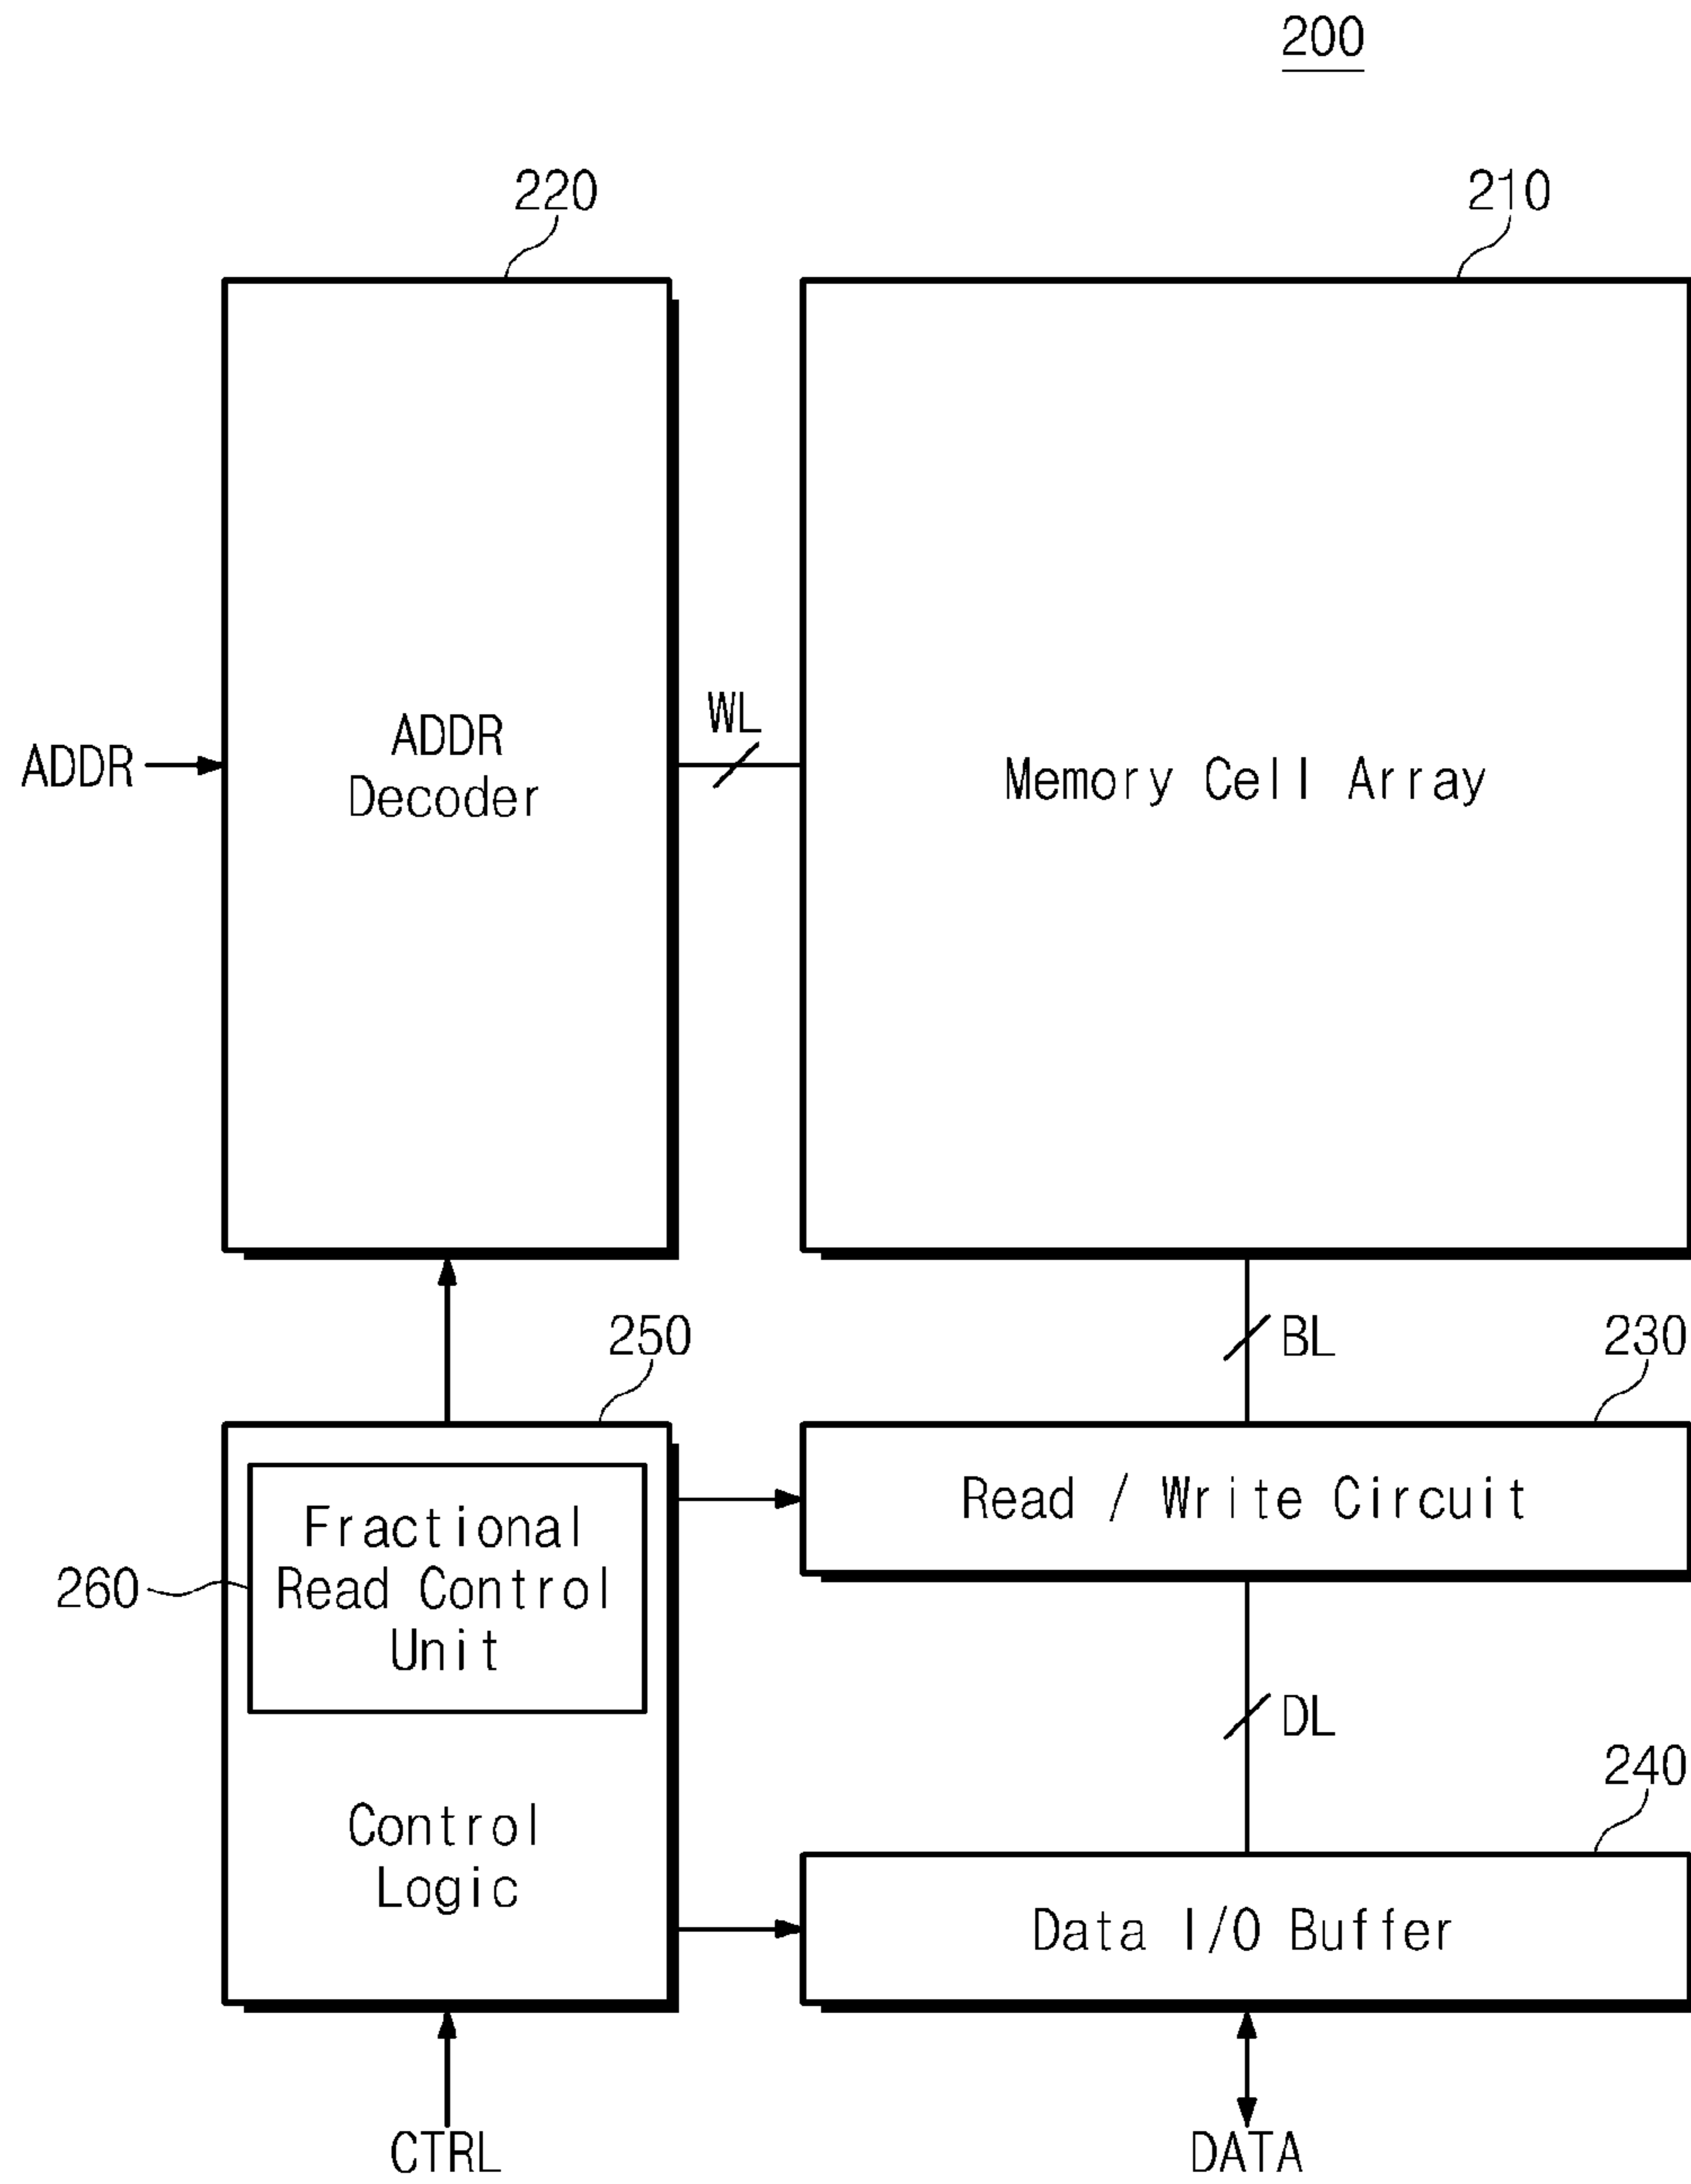 200
220
210
ADDR
ADDR
Decoder
WL
Memory Cell Array
250
BL
230
Fractional
Read Control
Unit
260
Read / Write Circuit
DL
240
Control
Logic
Data I/O Buffer
CTRL
DATA